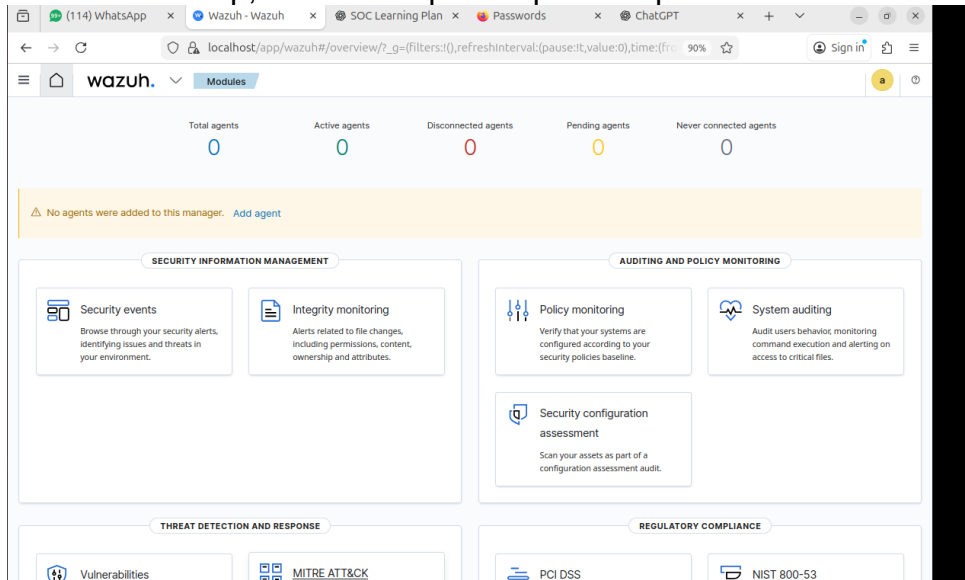 (114) WhatsApp
Wazuh - Wazuh
SOC Learning Plan
Passwords
ChatGPT
localhost/app/wazuh#/overview/?_g=(filters:!(),refreshInterval:(pause:!t,value:0),time:(fro
90%
Sign in
wazuh.
Modules
a
Total agents
Active agents
Disconnected agents
Pending agents
Never connected agents
0
0
0
0
0
No agents were added to this manager. Add agent
SECURITY INFORMATION MANAGEMENT
Security events
Browse through your security alerts,
identifying issues and threats in
your environment.
Integrity monitoring
Alerts related to file changes,
including permissions, content,
ownership and attributes.
AUDITING AND POLICY MONITORING
Policy monitoring
Verify that your systems are
configured according to your
security policies baseline.
System auditing
Audit users behavior, monitoring
command execution and alerting on
access to critical files.
Security configuration
assessment
Scan your assets as part of a
configuration assessment audit.
THREAT DETECTION AND RESPONSE
Vulnerabilities
MITRE ATT&CK
REGULATORY COMPLIANCE
PCI DSS
NIST 800-53